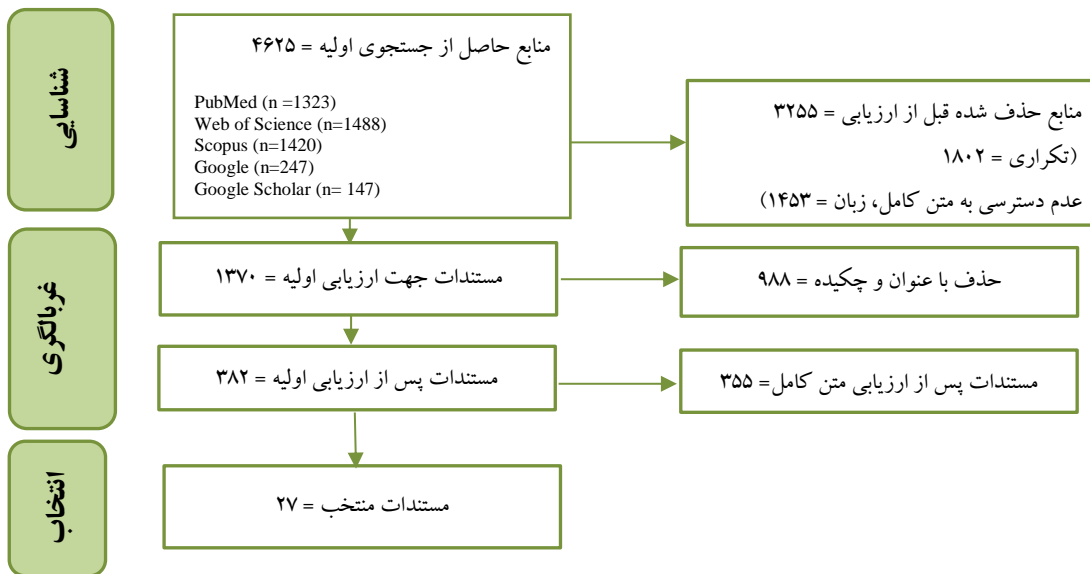 شناسایی
منابع حاصل از جستجوی اولیه = ۴۶۲۵
PubMed (n =1323)
Web of Science (n=1488)
Scopus (n=1420)
Google (n=247)
Google Scholar (n= 147)
منابع حذف شده قبل از ارزیابی = ۳۲۵۵
(تکراری = ۱۸۰۲
عدم دسترسی به متن کامل، زبان = ۱۴۵۳)
غربالگری
مستندات جهت ارزیابی اولیه = ۱۳۷۰
حذف با عنوان و چکیده = ۹۸۸
مستندات پس از ارزیابی اولیه = ۳۸۲
مستندات پس از ارزیابی متن کامل= ۳۵۵
انتخاب
مستندات منتخب = ۲۷